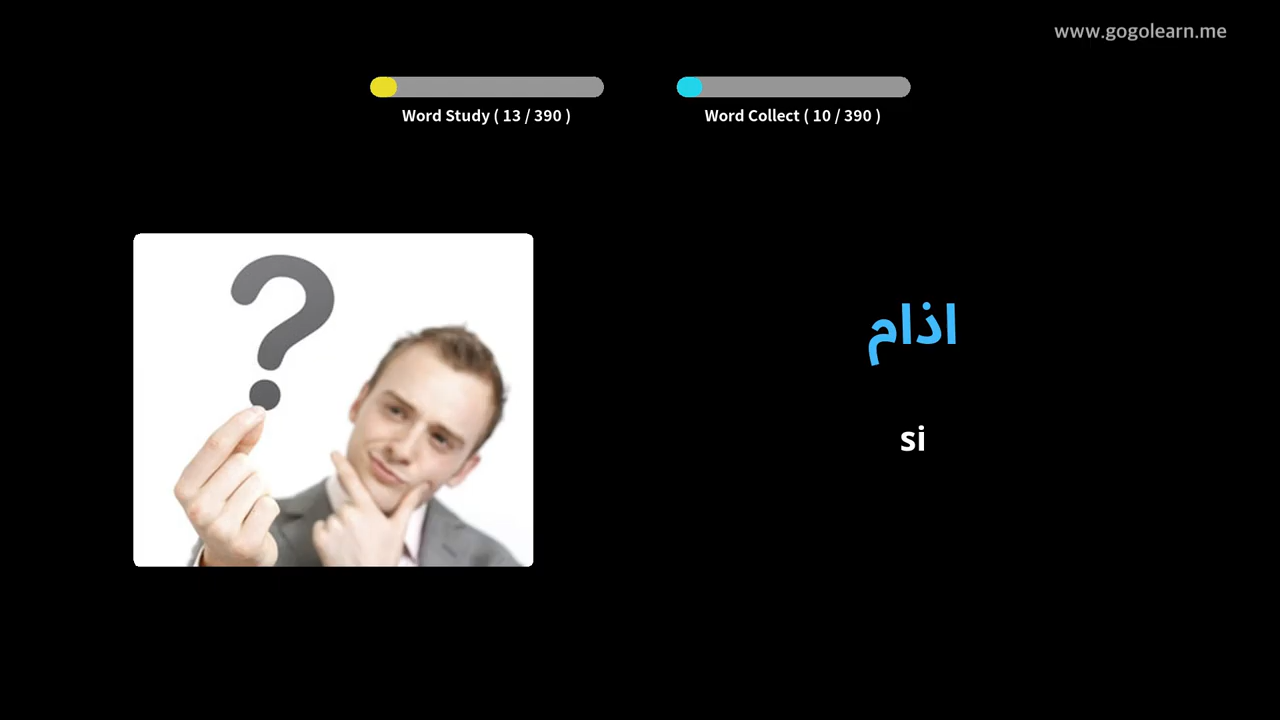 www.gogolearn.me
Word Study ( 13 / 390 )
Word Collect ( 10 / 390 )
?
اذام
si